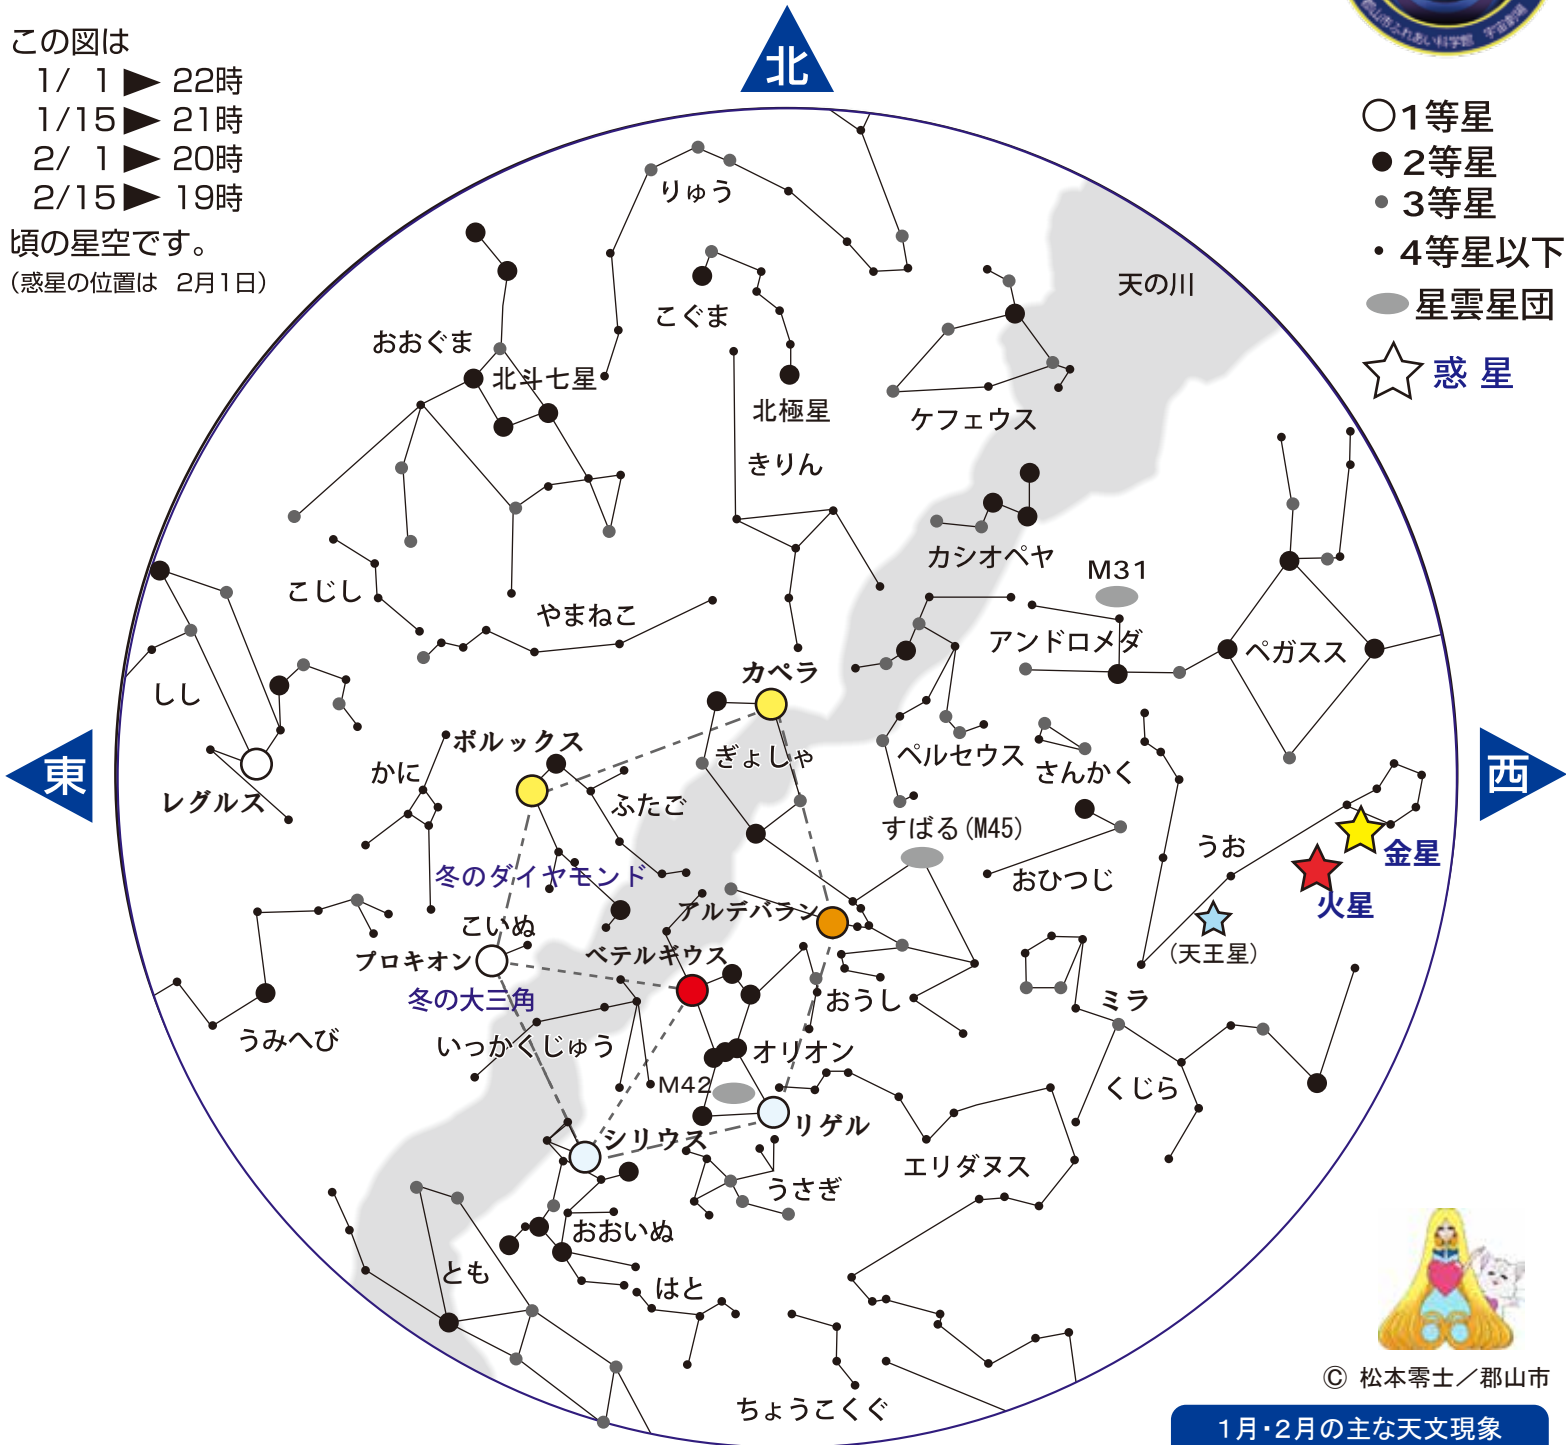 郡山市ふれあい科学館 宇宙劇場
この図は
1/ 1▶22時
1/15▶21時
2/ 1▶20時
2/15▶19時
頃の星空です。
(惑星の位置は 2月1日)
北
1等星
2等星
3等星
4等星以下
星雲星団
惑星
りゅう
天の川
こぐま
おおぐま
北斗七星
北極星
ケフェウス
きりん
カシオペヤ
M31
こじし
やまねこ
アンドロメダ
ペガスス
しし
カペラ
ポルックス
ぎょしゃ
ペルセウス
さんかく
東
西
かに
レグルス
ふたご
すばる(M45)
うお
金星
冬のダイヤモンド
おひつじ
火星
アルデバラン
こいぬ
プロキオン
ベテルギウス
(天王星)
冬の大三角
おうし
ミラ
うみへび
いっかくじゅう
オリオン
M42
くじら
リゲル
シリウス
エリダヌス
うさぎ
おおいぬ
とも
はと
ちょうこくぐ
© 松本零士/郡山市
1月・2月の主な天文現象